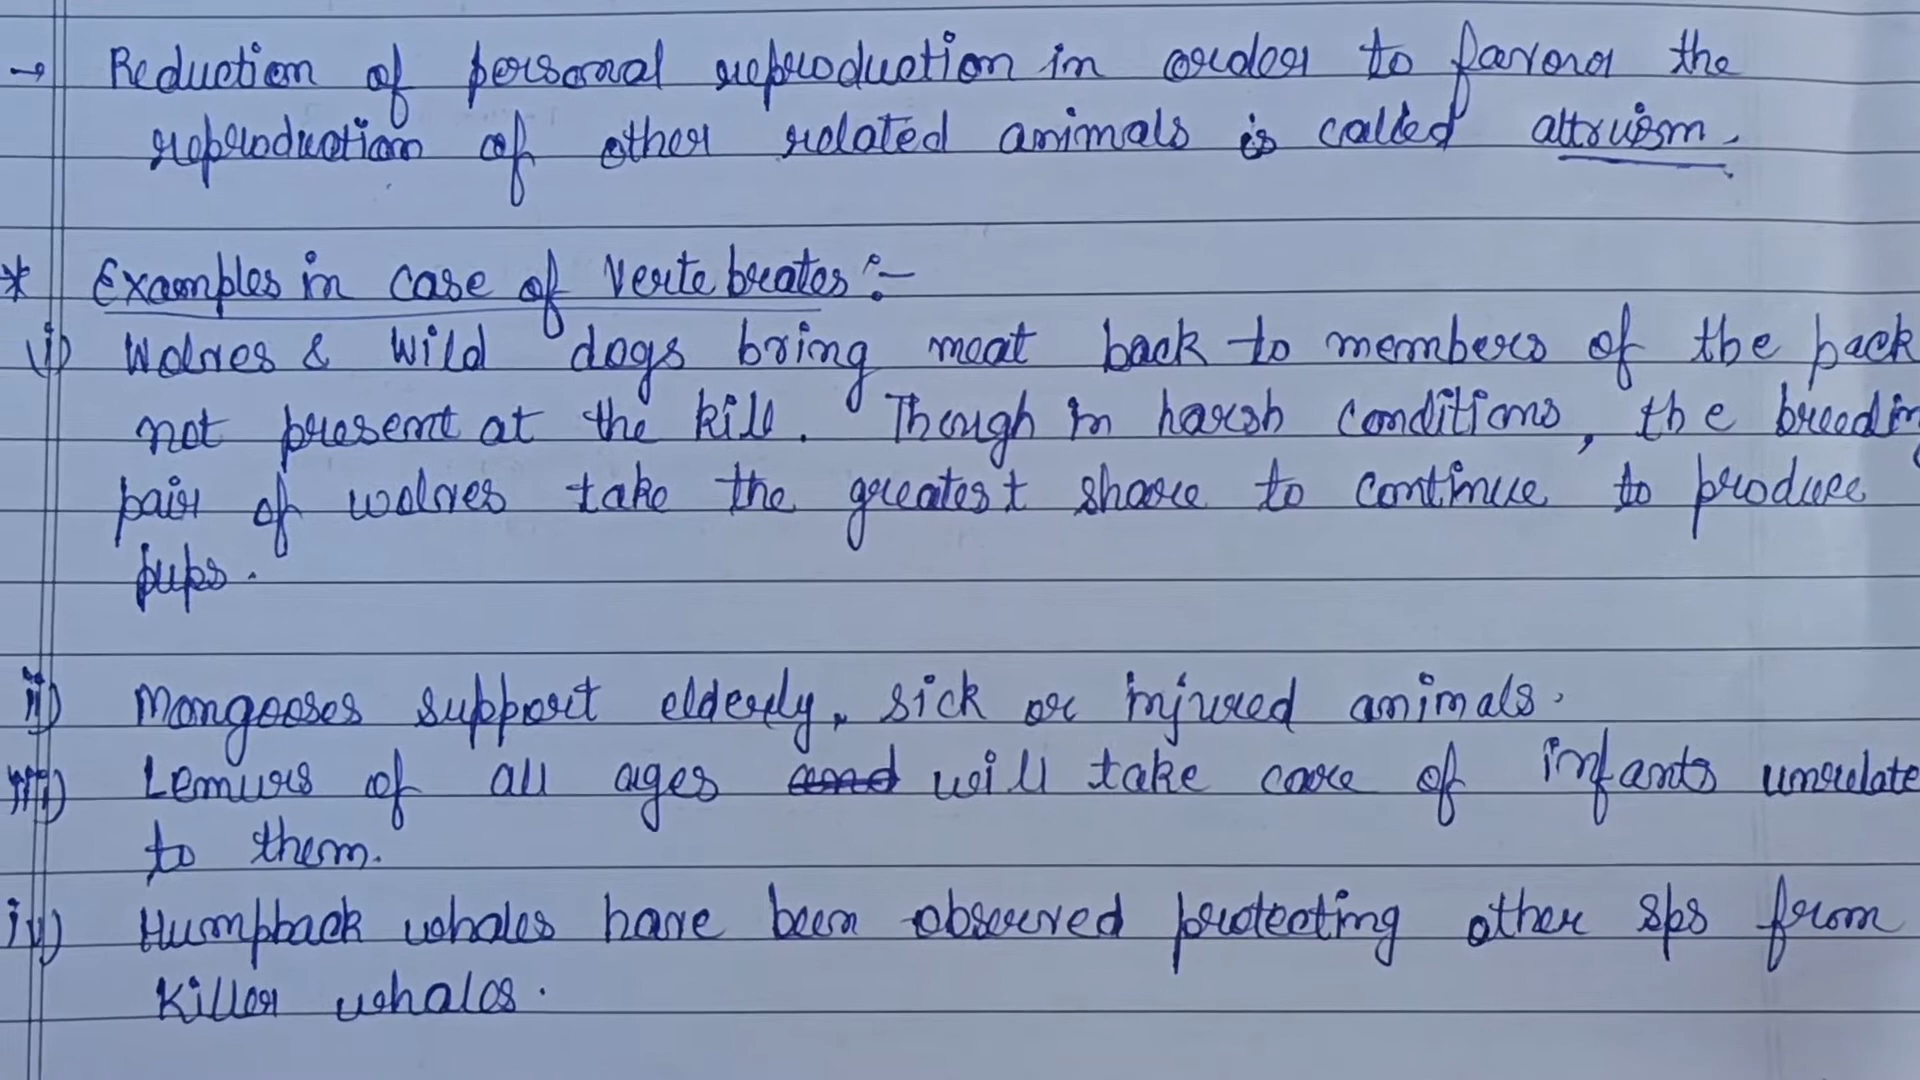 → Reduction of personal reproduction in order to favour the
reproduction of other related animals is called altruism.
* Examples in case of Vertebrates :-
(i) Wolves & Wild dogs bring meat back to members of the pack
not present at the kill. Though in harsh conditions, the breeding
pair of wolves take the greatest share to continue to produce
pups.
ii) Mongooses support elderly, sick or injured animals.
iii) Lemurs of all ages and will take care of infants unrelate
to them.
iv) Humpback whales have been observed protecting other sps from
Killer whales.